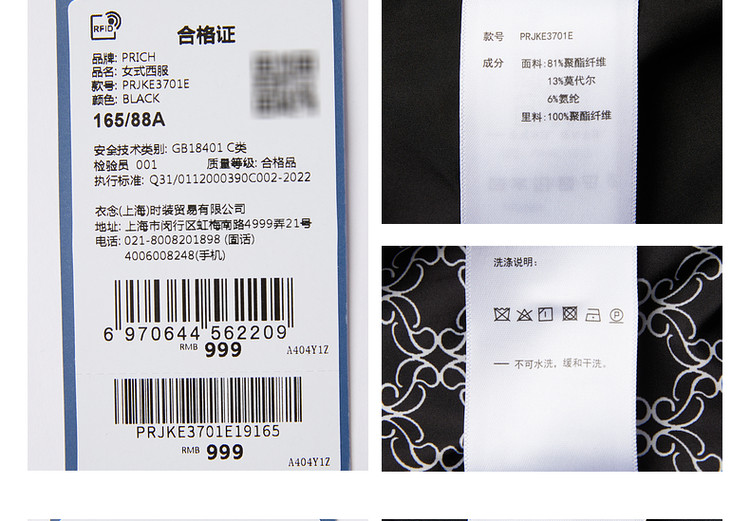 RFID
合格证
品牌: PRICH
品名: 女式西服
款号: PRJKE3701E
颜色: BLACK
165/88A
安全技术类别: GB18401 C类
检验员 001 质量等级: 合格品
执行标准: Q31/0112000390C002-2022
衣念(上海)时装贸易有限公司
地址: 上海市闵行区虹梅南路4999弄21号
电话: 021-8008201898 (固话)
4006008248(手机)
6 970644 562209
RMB 999
A404Y1Z
PRJKE3701E19165
RMB 999
A404Y1Z
款号 PRJKE3701E
成分 面料:81%聚酯纤维
13%莫代尔
6%氨纶
里料:100%聚酯纤维
洗涤说明:
P
— 不可水洗, 缓和干洗。